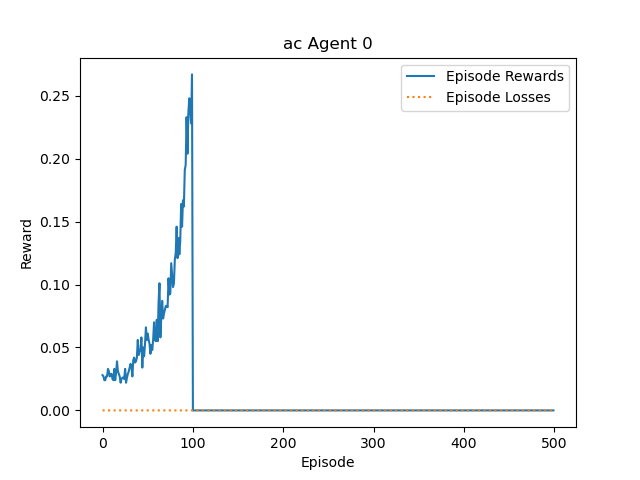 ac Agent 0
Episode Rewards
Episode Losses
Reward
0.25
0.20
0.15
0.10
0.05
0.00
0 100 200 300 400 500
Episode